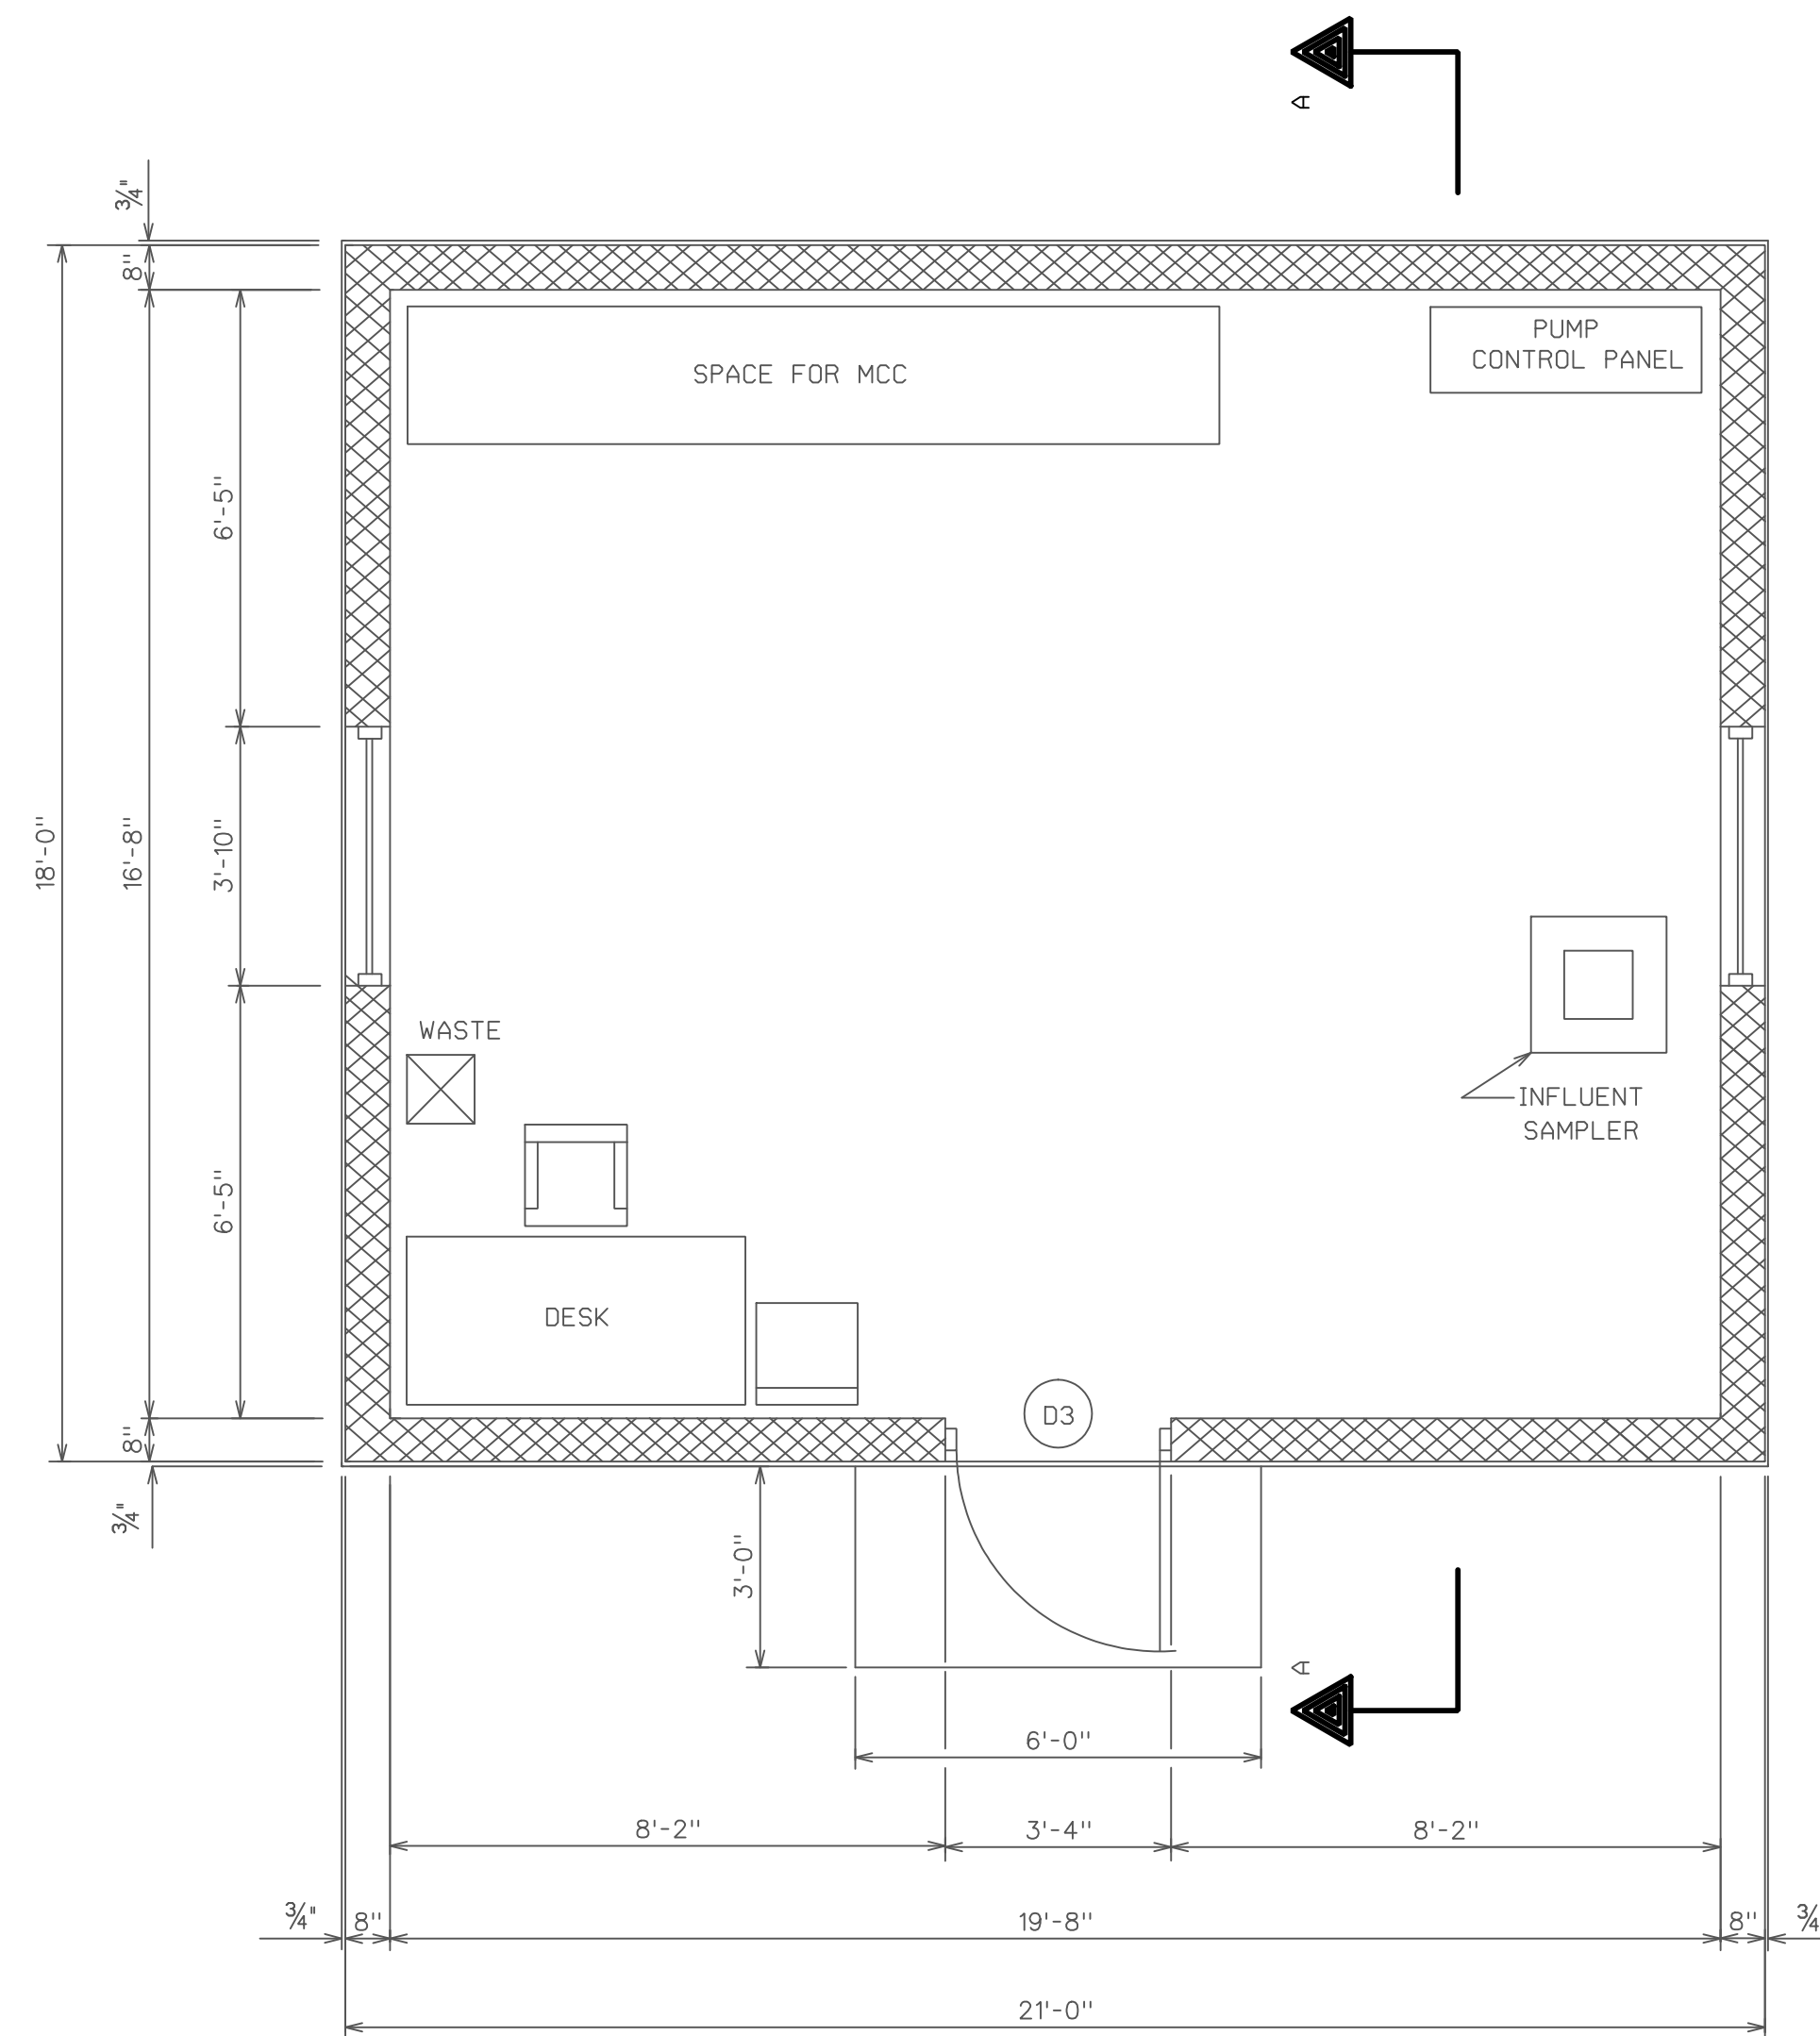 A
3/4"
8"
SPACE FOR MCC
PUMP
CONTROL PANEL
6'-5"
18'-0"
16'-8"
3'-10"
WASTE
INFLUENT
SAMPLER
6'-5"
DESK
D3
8"
3/4"
3'-0"
A
6'-0"
8'-2"
3'-4"
8'-2"
3/4"
8"
19'-8"
8"
3/4
21'-0"